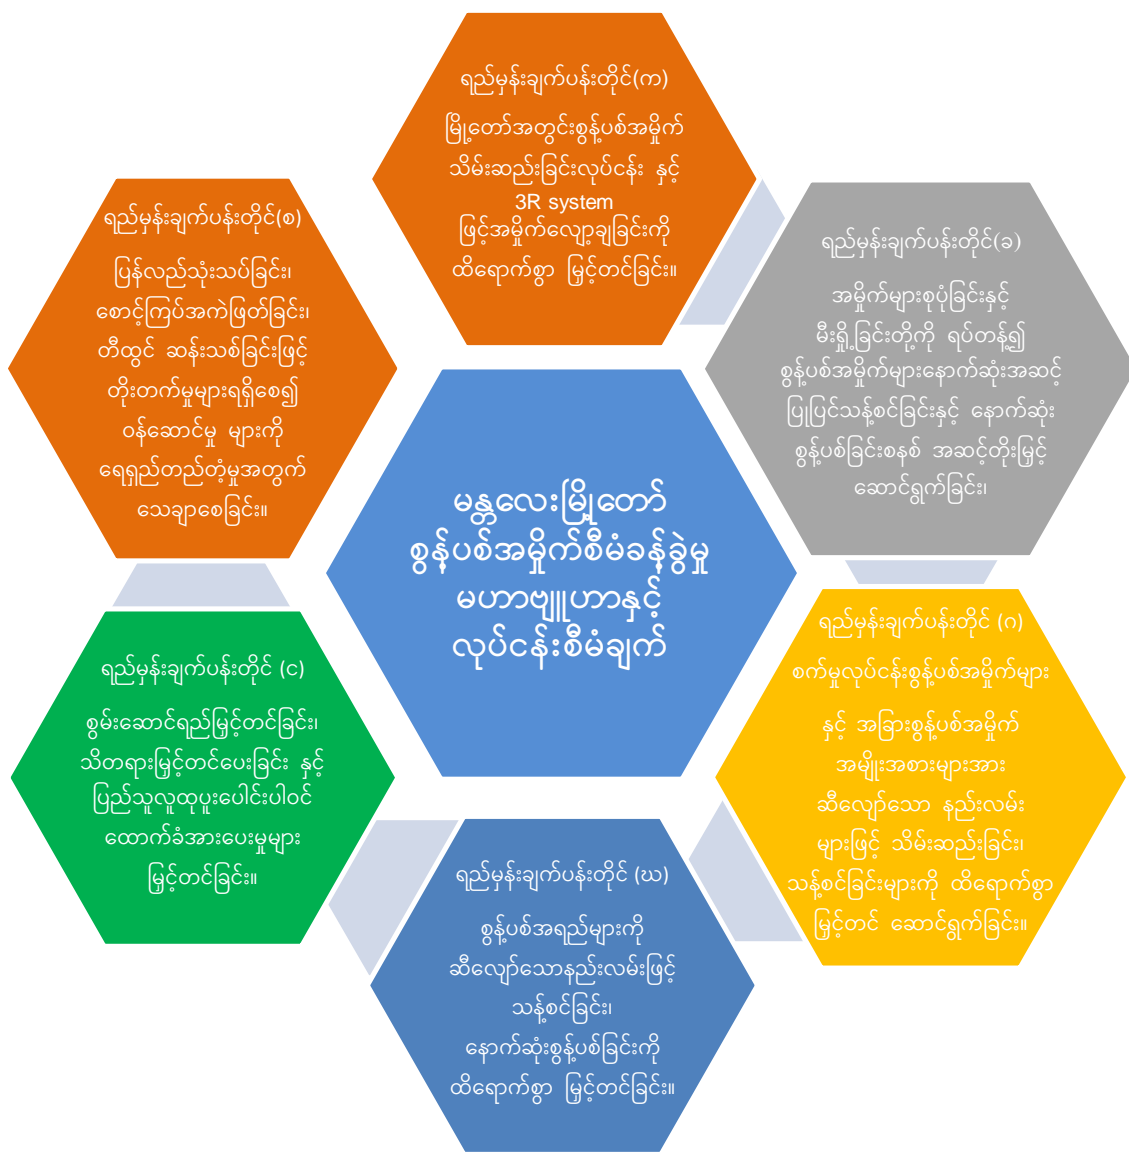 ရည်မှန်းချက်ပန်းတိုင်(က)
မြို့တော်အတွင်းစွန့်ပစ်အမှိုက်
သိမ်းဆည်းခြင်းလုပ်ငန်း နှင့်
3R system
ဖြင့်အမှိုက်လျော့ချခြင်းကို
ထိရောက်စွာ မြှင့်တင်ခြင်း။
ရည်မှန်းချက်ပန်းတိုင်(ခ)
အမှိုက်များစုပုံခြင်းနှင့်
မီးရှို့ခြင်းတို့ကို ရပ်တန့်၍
စွန့်ပစ်အမှိုက်များနောက်ဆုံးအဆင့်
ပြုပြင်သန့်စင်ခြင်းနှင့် နောက်ဆုံး
စွန့်ပစ်ခြင်းစနစ် အဆင့်တိုးမြှင့်
ဆောင်ရွက်ခြင်း၊
ရည်မှန်းချက်ပန်းတိုင် (ဂ)
စက်မှုလုပ်ငန်းစွန့်ပစ်အမှိုက်များ
နှင့် အခြားစွန့်ပစ်အမှိုက်
အမျိုးအစားများအား
ဆီလျော်သော နည်းလမ်း
များဖြင့် သိမ်းဆည်းခြင်း၊
သန့်စင်ခြင်းများကို ထိရောက်စွာ
မြှင့်တင် ဆောင်ရွက်ခြင်း။
ရည်မှန်းချက်ပန်းတိုင် (ဃ)
စွန့်ပစ်အရည်များကို
ဆီလျော်သောနည်းလမ်းဖြင့်
သန့်စင်ခြင်း၊
နောက်ဆုံးစွန့်ပစ်ခြင်းကို
ထိရောက်စွာ မြှင့်တင်ခြင်း။
ရည်မှန်းချက်ပန်းတိုင် (င)
စွမ်းဆောင်ရည်မြှင့်တင်ခြင်း၊
သိတရားမြှင့်တင်ပေးခြင်း နှင့်
ပြည်သူလူထုပူးပေါင်းပါဝင်
ထောက်ခံအားပေးမှုများ
မြှင့်တင်ခြင်း။
ရည်မှန်းချက်ပန်းတိုင်(စ)
ပြန်လည်သုံးသပ်ခြင်း၊
စောင့်ကြပ်အကဲဖြတ်ခြင်း၊
တီထွင် ဆန်းသစ်ခြင်းဖြင့်
တိုးတက်မှုများရရှိစေ၍
ဝန်ဆောင်မှု များကို
ရေရှည်တည်တံ့မှုအတွက်
သေချာစေခြင်း။
မန္တလေးမြို့တော်
စွန့်ပစ်အမှိုက်စီမံခန့်ခွဲမှု
မဟာဗျူဟာနှင့်
လုပ်ငန်းစီမံချက်